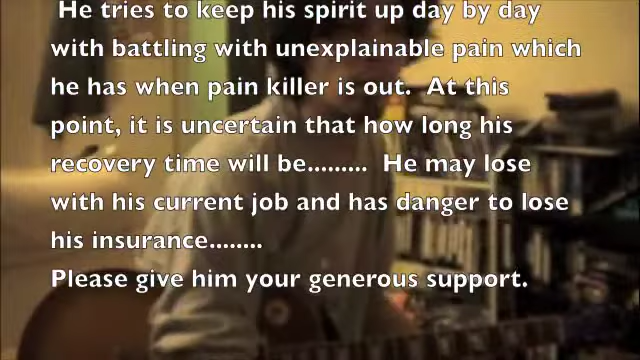 He tries to keep his spirit up day by day
with battling with unexplainable pain which
he has when pain killer is out.  At this
point, it is uncertain that how long his
recovery time will be.........  He may lose
with his current job and has danger to lose
his insurance........
Please give him your generous support.